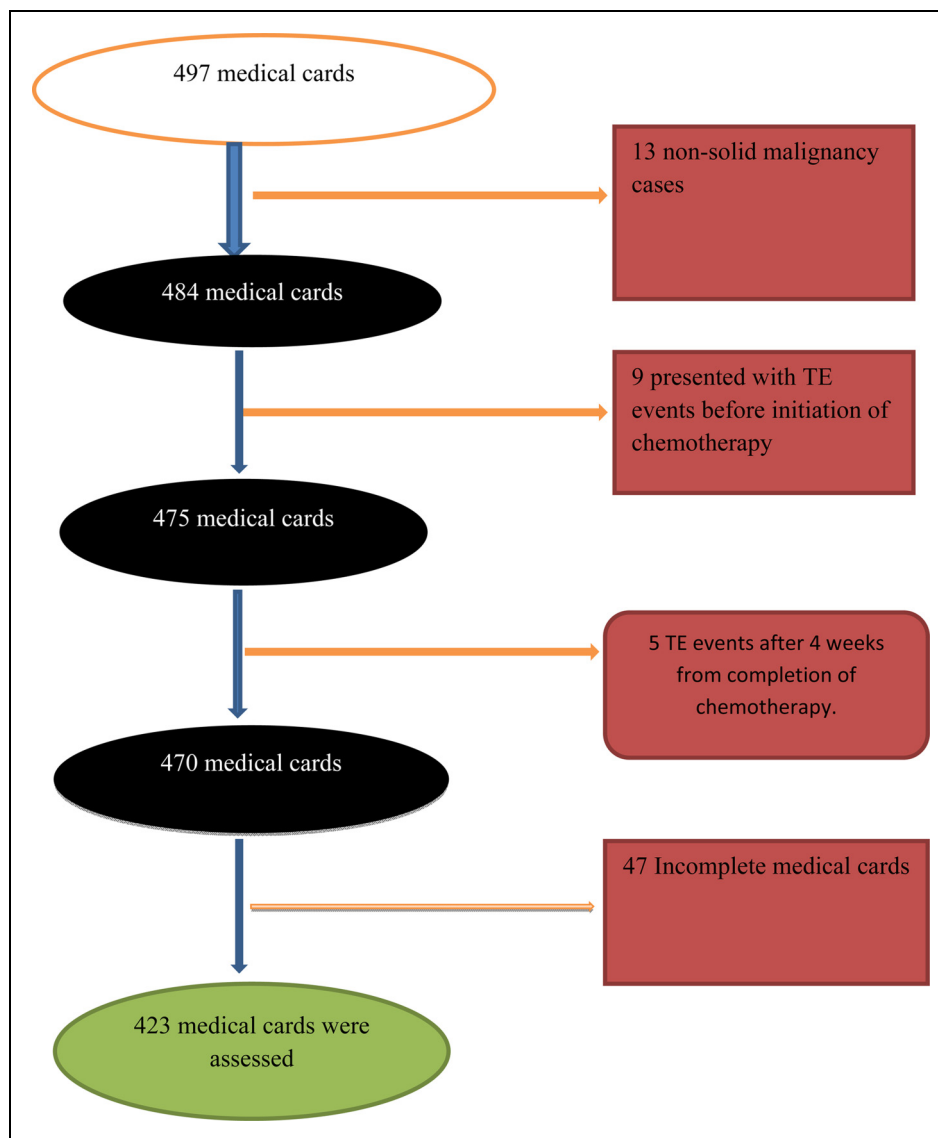 497 medical cards
13 non-solid malignancy
cases
484 medical cards
9 presented with TE
events before initiation of
chemotherapy
475 medical cards
5 TE events after 4 weeks
from completion of
chemotherapy.
470 medical cards
47 Incomplete medical cards
423 medical cards were
assessed